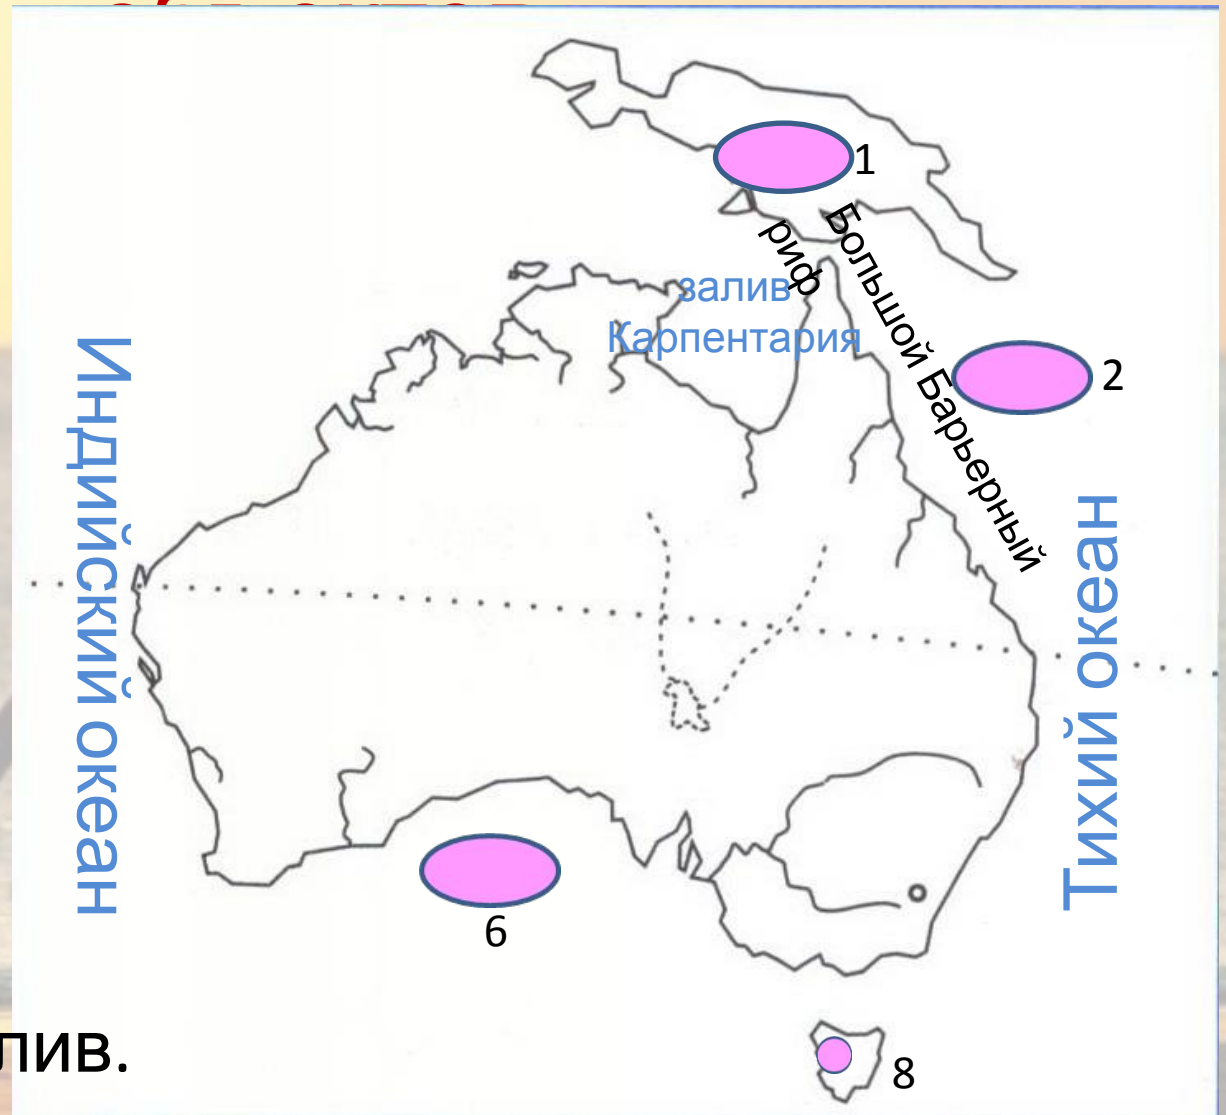 1
Большой Барьерный
риф
залив
Карпентария
2
Индийский океан
Тихий океан
6
8
лив.